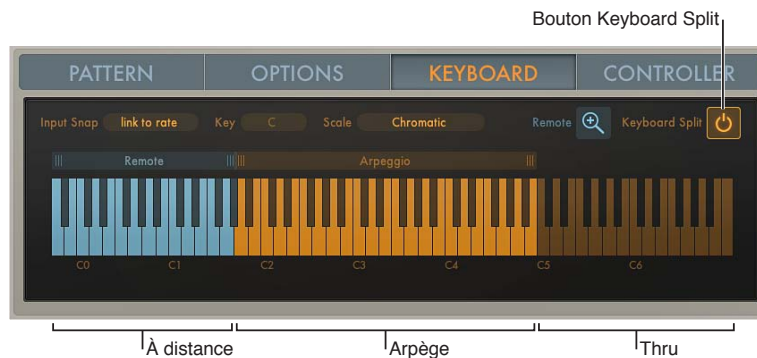 Bouton Keyboard Split
PATTERN OPTIONS KEYBOARD CONTROLLER
Input Snap link to rate Key C Scale Chromatic Remote Keyboard Split
Remote Arpeggio
C0 C1 C2 C3 C4 C5 C6
À distance Arpège Thru